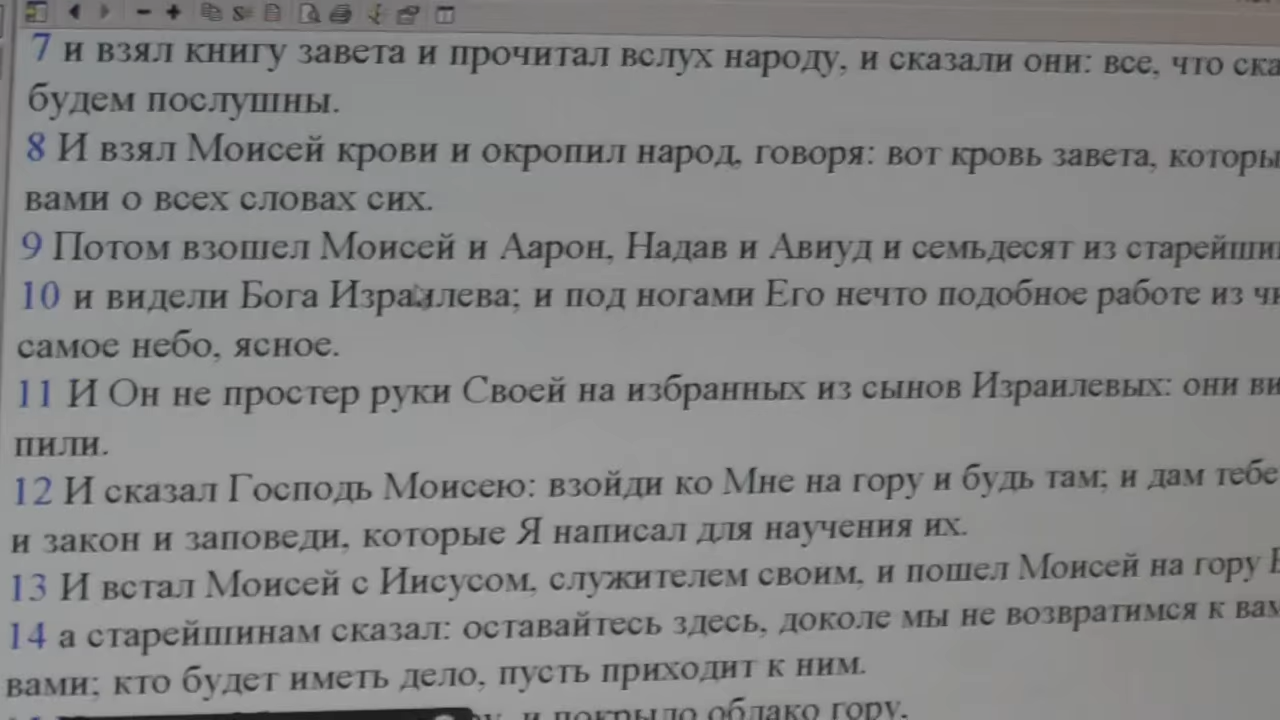 7 и взял книгу завета и прочитал вслух народу, и сказали они: все, что ска
будем послушны.
8 И взял Моисей крови и окропил народ, говоря: вот кровь завета, которы
вами о всех словах сих.
9 Потом взошел Моисей и Аарон, Надав и Авиуд и семьдесят из старейшин
10 и видели Бога Израилева; и под ногами Его нечто подобное работе из чи
самое небо, ясное.
11 И Он не простер руки Своей на избранных из сынов Израилевых: они ви
пили.
12 И сказал Господь Моисею: взойди ко Мне на гору и будь там; и дам тебе
и закон и заповеди, которые Я написал для научения их.
13 И встал Моисей с Иисусом, служителем своим, и пошел Моисей на гору
14 а старейшинам сказал: оставайтесь здесь, доколе мы не возвратимся к вам
вами; кто будет иметь дело, пусть приходит к ним.
и покрыло облако гору.